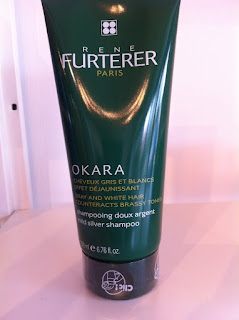 RENE
FURTERER
PARIS
OKARA
CHEVEUX GRIS ET BLANCS
EFFET DÉJAUNISSANT
GRAY AND WHITE HAIR
COUNTERACTS BRASSY TONES
shampooing doux argent
mild silver shampoo
ml e 6.76 fl.oz.